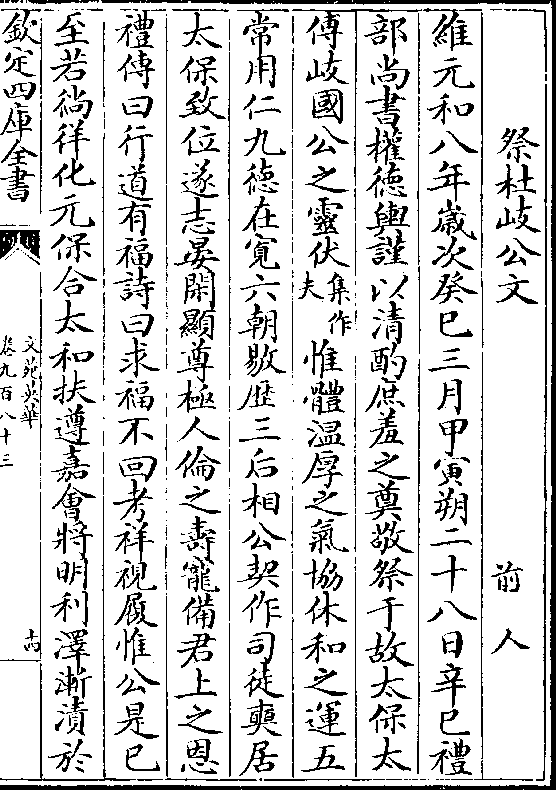 祭杜岐公文 前人
維元和八年嵗次癸巳三月甲寅朔二十八日辛巳禮
部尚書權德輿謹以清酌庶羞之奠敬祭于故太保太
傅岐國公之靈伏集作夫惟體温厚之氣協休和之運五
常用仁九德在寛六朝敭歴三后相公契作司徒奭居
太保致位遂志晏閑顯尊極人倫之壽寵備君上之恩
禮傳曰行道有福詩曰求福不回考祥視履惟公是已
至若徜徉化元保合太和扶遵嘉會將明利澤漸漬於
欽定四庫全書
文苑英華
卷九百八十三
十四